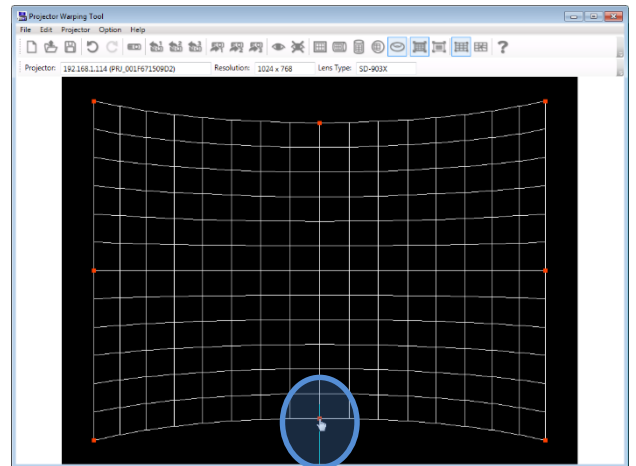 Projector Warping Tool
File Edit Projector Option Help
Projector: 192.168.1.114 (PRJ_001F671509D2) Resolution: 1024 x 768 Lens Type: SD-903X